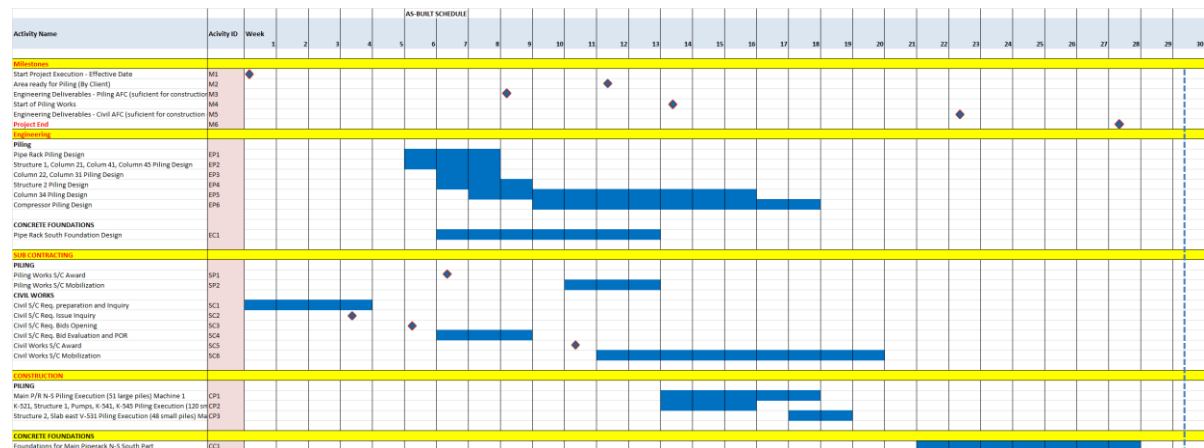 AS-BUILT SCHEDULE
Activity Name Acivity ID Week
1 2 3 4 5 6 7 8 9 10 11 12 13 14 15 16 17 18 19 20 21 22 23 24 25 26 27 28 29 30
Milestones
Start Project Execution - Effective Date M1
Area ready for Piling (By Client) M2
Engineering Deliverables - Piling AFC (suficient for construction M3
Start of Piling Works M4
Engineering Deliverables - Civil AFC (suficient for construction M5
Project End M6
Engineering
Piling
Pipe Rack Piling Design EP1
Structure 1, Column 21, Colum 41, Column 45 Piling Design EP2
Column 22, Column 31 Piling Design EP3
Structure 2 Piling Design EP4
Column 34 Piling Design EP5
Compressor Piling Design EP6
CONCRETE FOUNDATIONS
Pipe Rack South Foundation Design EC1
SUB CONTRACTING
PILING
Piling Works S/C Award SP1
Piling Works S/C Mobilization SP2
CIVIL WORKS
Civil S/C Req. preparation and Inquiry SC1
Civil S/C Req. Issue Inquiry SC2
Civil S/C Req. Bids Opening SC3
Civil S/C Req. Bid Evaluation and POR SC4
Civil Works S/C Award SC5
Civil Works S/C Mobilization SC6
CONSTRUCTION
PILING
Main P/R N-S Piling Execution (51 large piles) Machine 1 CP1
K-521, Structure 1, Pumps, K-541, K-545 Piling Execution (120 sm CP2
Structure 2, Slab east V-531 Piling Execution (48 small piles) Ma CP3
CONCRETE FOUNDATIONS
Foundations for Main Piperack N-S South Part CC1